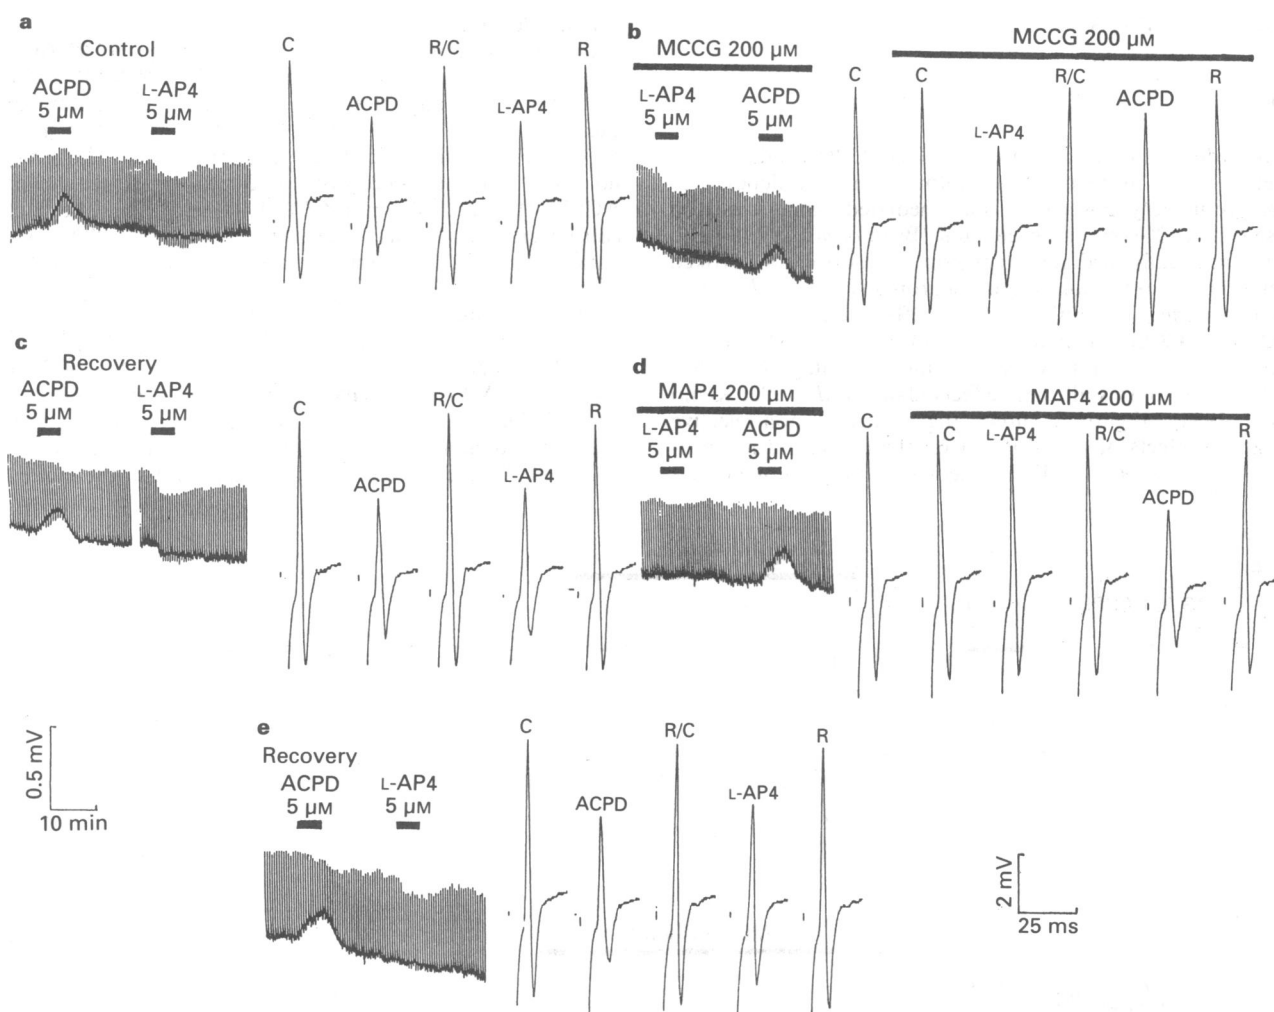 a
Control
ACPD
5 µM
L-AP4
5 µM
C
ACPD
R/C
L-AP4
R
b
MCCG 200 µM
L-AP4
5 µM
ACPD
5 µM
MCCG 200 µM
C
C
L-AP4
R/C
ACPD
R
c
Recovery
ACPD
5 µM
L-AP4
5 µM
C
ACPD
R/C
L-AP4
R
d
MAP4 200 µM
L-AP4
5 µM
ACPD
5 µM
MAP4 200 µM
C
C
L-AP4
R/C
ACPD
R
0.5 mV
10 min
e
Recovery
ACPD
5 µM
L-AP4
5 µM
C
ACPD
R/C
L-AP4
R
2 mV
25 ms